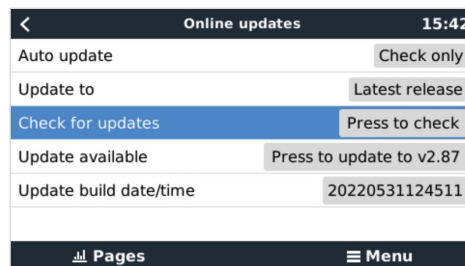 Online updates 15:42
Auto update Check only
Update to Latest release
Check for updates Press to check
Update available Press to update to v2.87
Update build date/time 20220531124511
Pages Menu